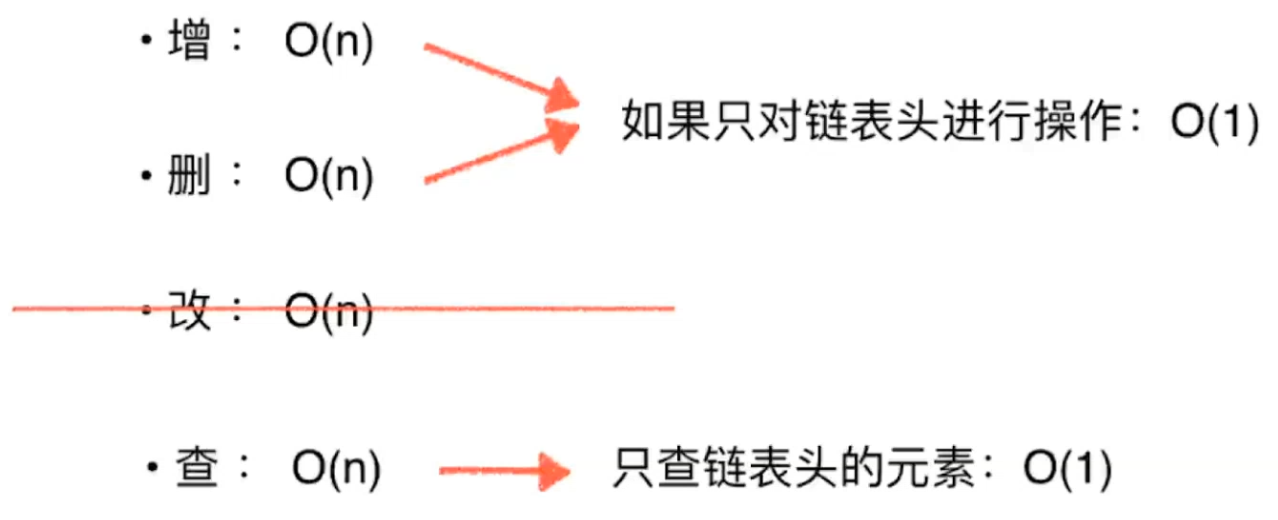 • 增： O(n)
如果只对链表头进行操作：O(1)
• 删： O(n)
• 改： O(n)
• 查： O(n) 只查链表头的元素：O(1)